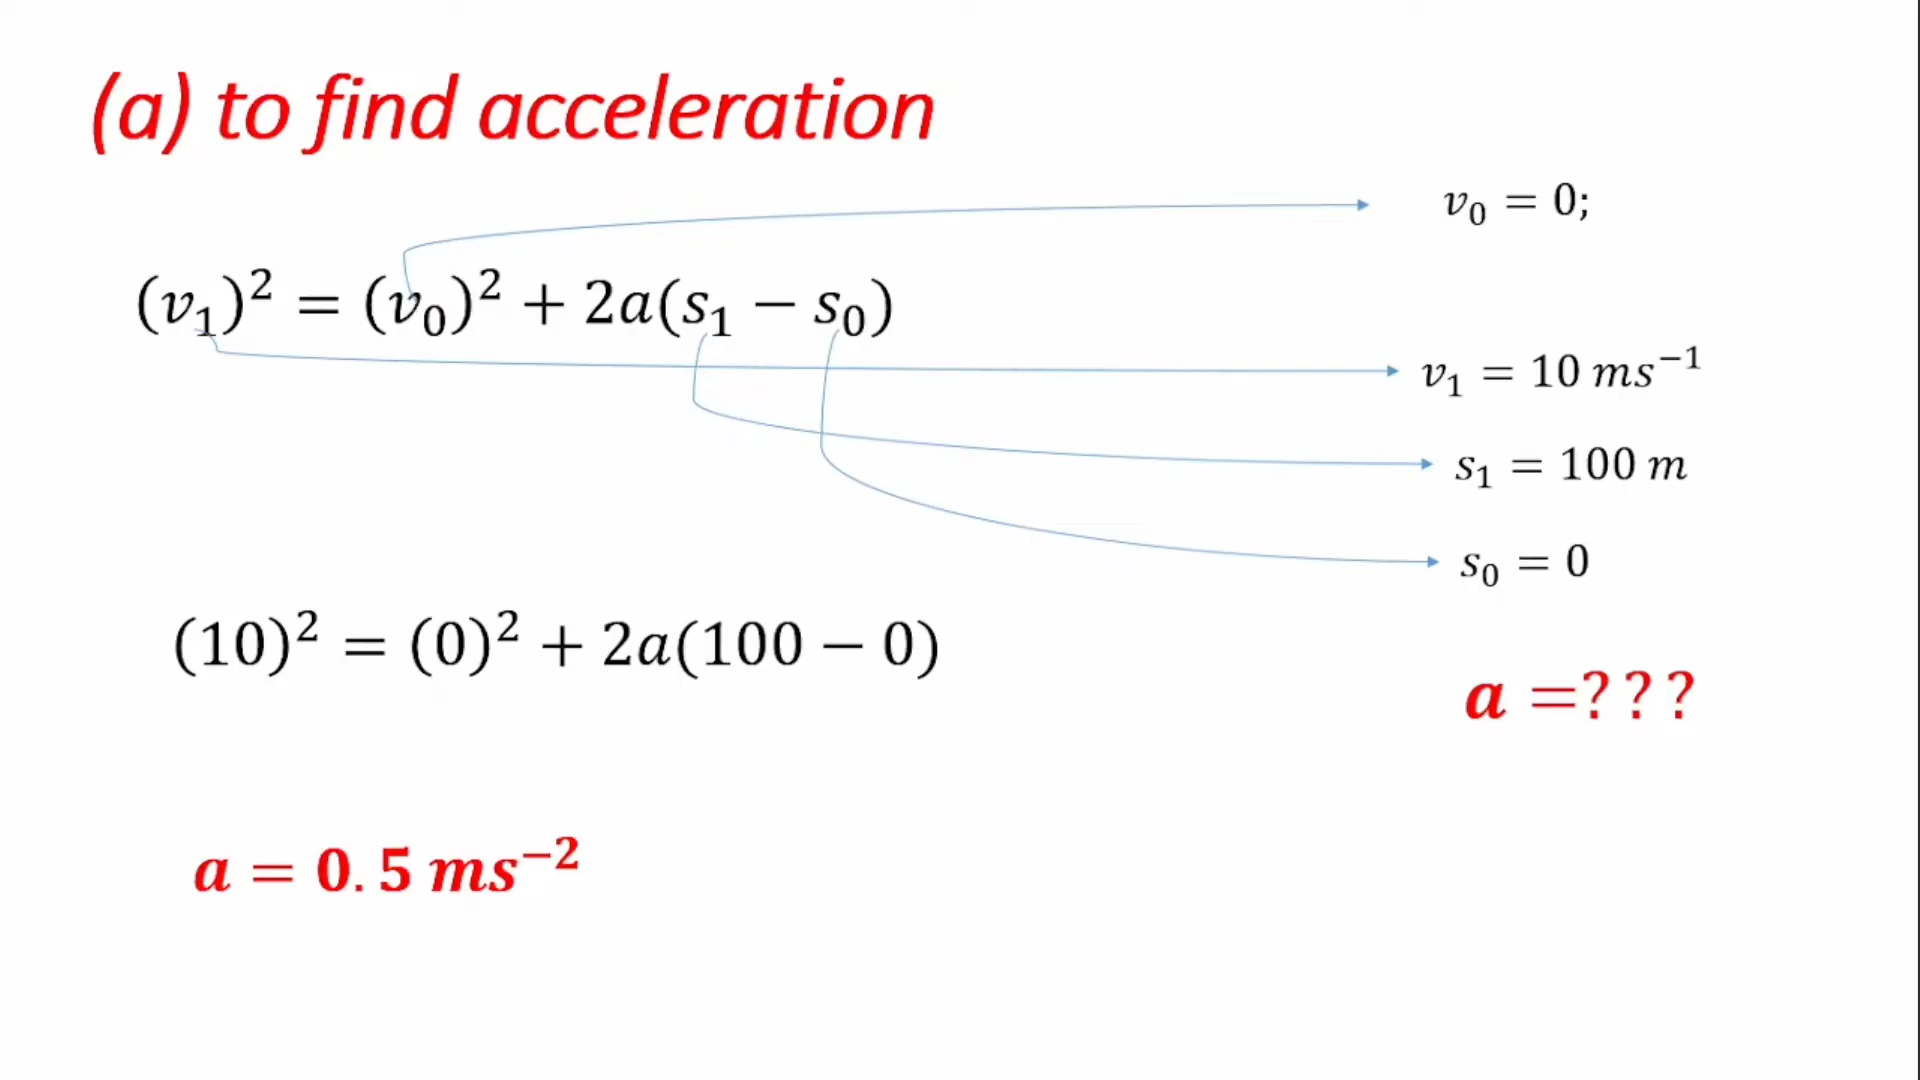 (a) to find acceleration
v₀ = 0;
(v₁)² = (v₀)² + 2a(s₁ − s₀)
v₁ = 10 ms⁻¹
s₁ = 100 m
s₀ = 0
(10)² = (0)² + 2a(100 − 0)
a =???
a = 0.5 ms⁻²